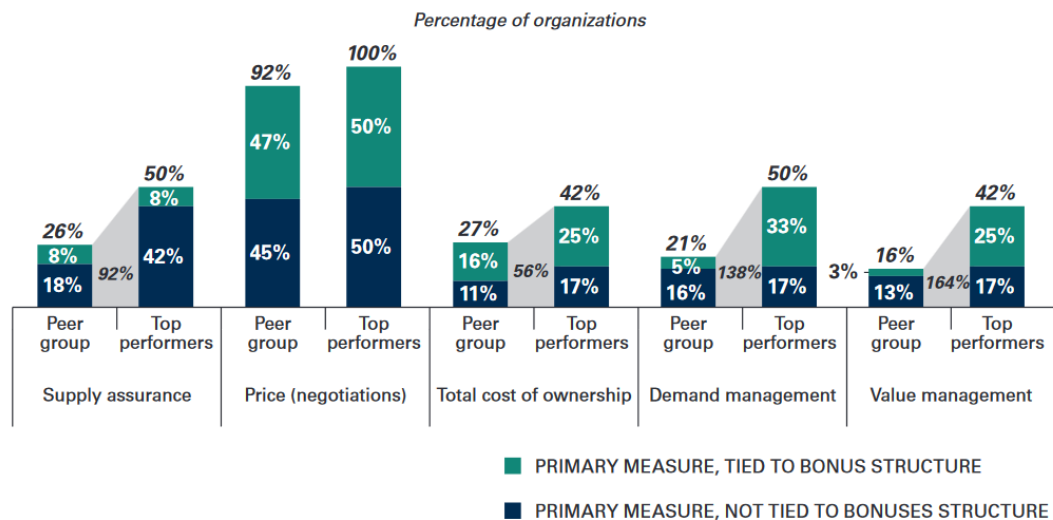 Percentage of organizations
26%
8%
18%
92%
50%
8%
42%
92%
47%
45%
100%
50%
50%
27%
16%
11%
56%
42%
25%
17%
21%
5%
16%
138%
50%
33%
17%
16%
3%
13%
164%
42%
25%
17%
Peer group
Top performers
Peer group
Top performers
Peer group
Top performers
Peer group
Top performers
Peer group
Top performers
Supply assurance
Price (negotiations)
Total cost of ownership
Demand management
Value management
PRIMARY MEASURE, TIED TO BONUS STRUCTURE
PRIMARY MEASURE, NOT TIED TO BONUSES STRUCTURE